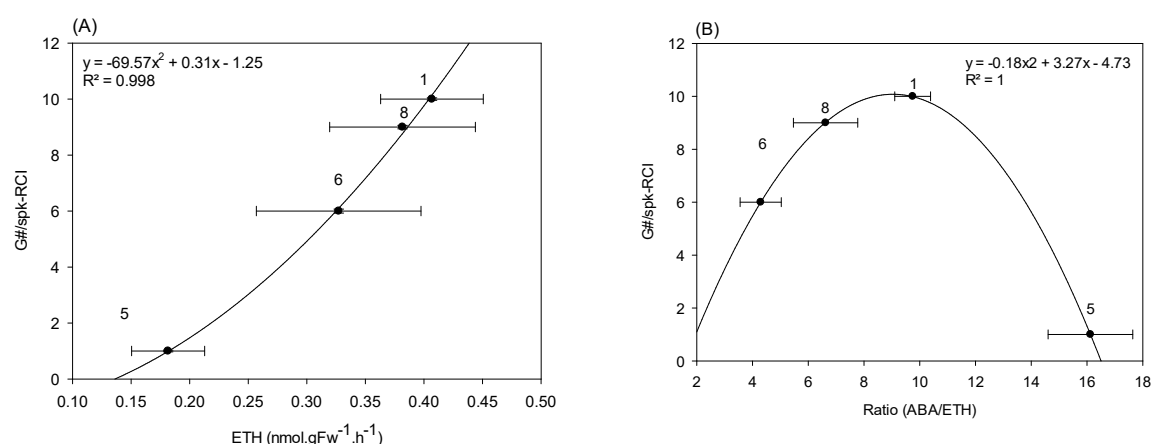 (A)
y = -69.57x² + 0.31x - 1.25
R² = 0.998
G#/spk-RCI
12
10
8
6
4
2
0
1
8
6
5
0.10 0.15 0.20 0.25 0.30 0.35 0.40 0.45 0.50
ETH (nmol.gFw⁻¹.h⁻¹)
(B)
y = -0.18x2 + 3.27x - 4.73
R² = 1
G#/spk-RCI
12
10
8
6
4
2
0
1
8
6
5
2 4 6 8 10 12 14 16 18
Ratio (ABA/ETH)